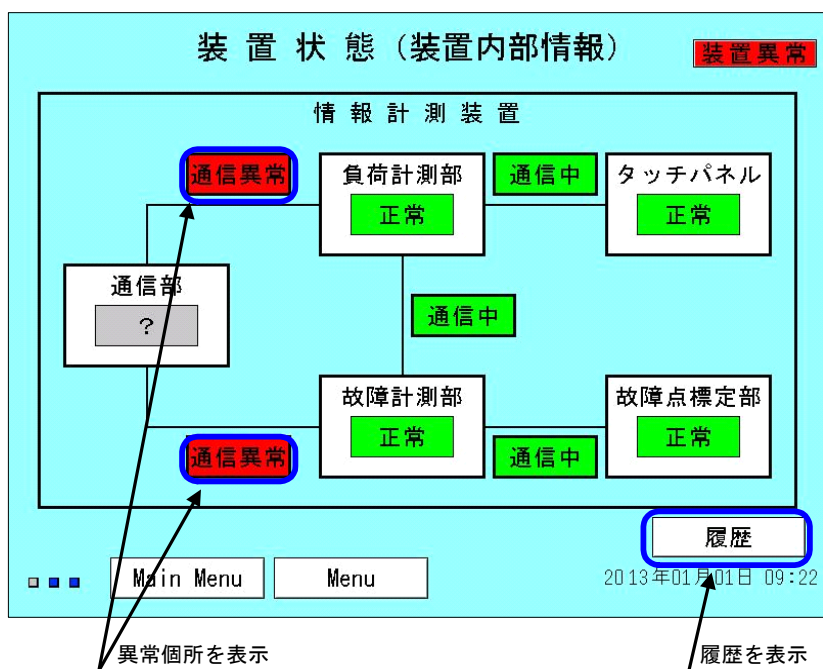 装 置 状 態 (装置内部情報)
装置異常
情 報 計 測 装 置
通信異常
負荷計測部
正常
通信中
タッチパネル
正常
通信部
?
通信中
故障計測部
正常
通信異常
通信中
故障点標定部
正常
履歴
Main Menu
Menu
2013年01月01日 09:22
異常個所を表示
履歴を表示